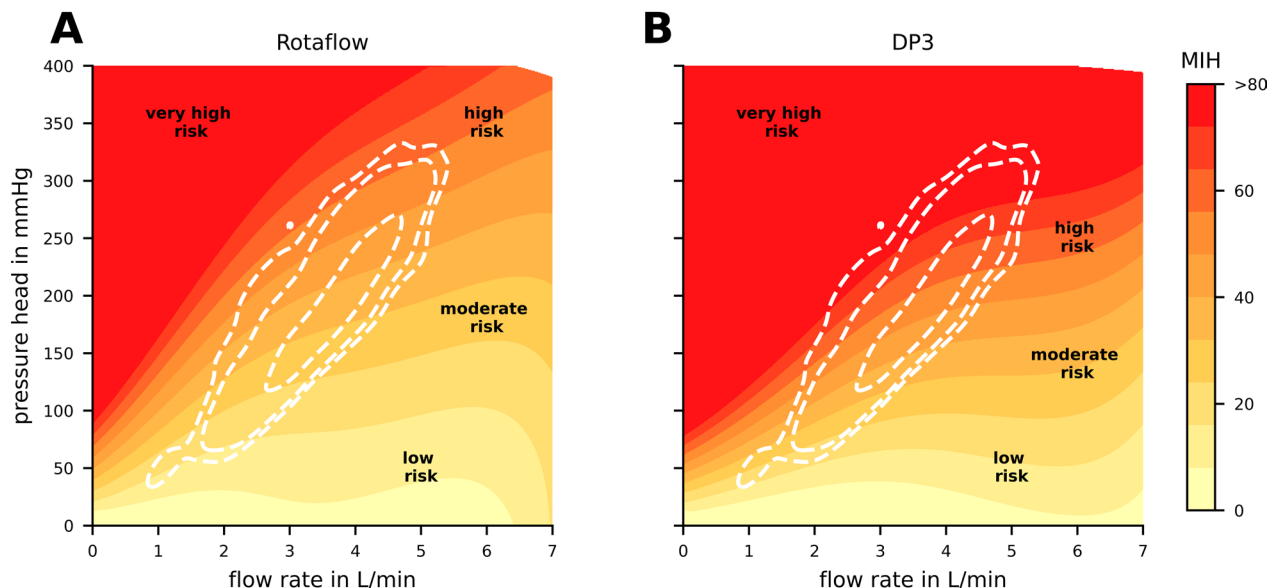 A
Rotaflow
400
350
300
250
200
150
100
50
0
pressure head in mmHg
very high
risk
high
risk
moderate
risk
low
risk
0 1 2 3 4 5 6 7
flow rate in L/min
B
DP3
very high
risk
high
risk
moderate
risk
low
risk
0 1 2 3 4 5 6 7
flow rate in L/min
MIH
>80
60
40
20
0